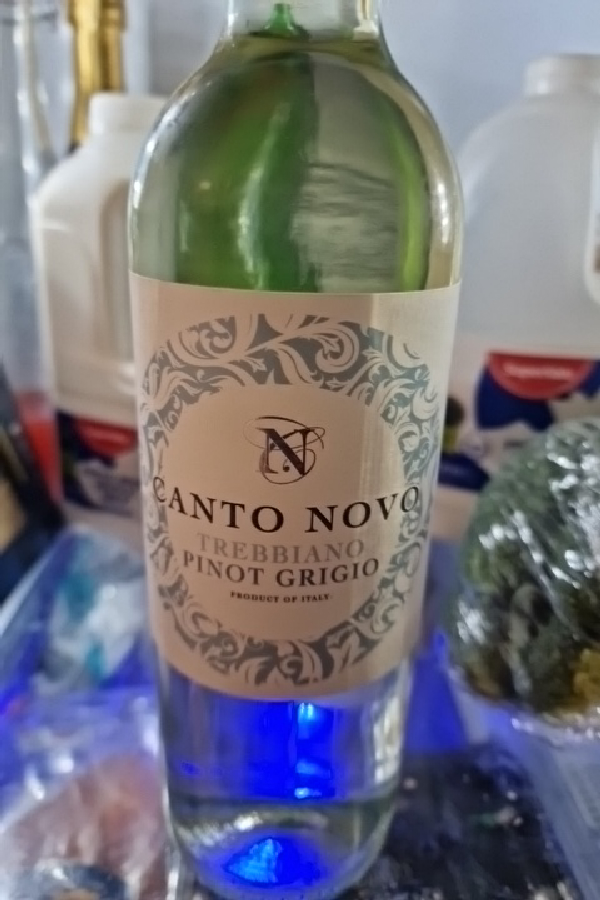 N
CANTO NOVO
TREBBIANO
PINOT GRIGIO
PRODUCT OF ITALY